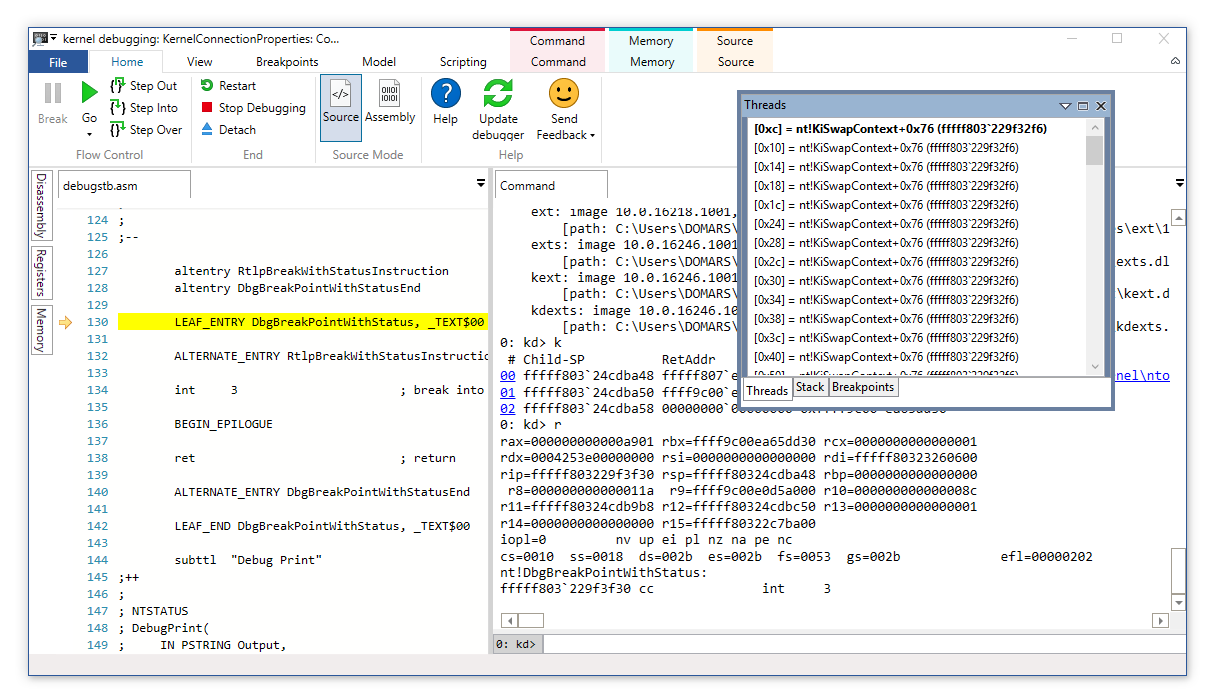 kernel debugging: KernelConnectionProperties: Co...
Command Memory Source
File Home View Breakpoints Model Scripting Command Memory Source
Break
Go
Step Out
Step Into
Step Over
Flow Control
Restart
Stop Debugging
Detach
End
Source
Assembly
Source Mode
Help
Update debugger
Send Feedback
Help
Disassembly
Registers
Memory
debugstb.asm
124 ;
125 ;--
126
127 altentry RtlpBreakWithStatusInstruction
128 altentry DbgBreakPointWithStatusEnd
129
130 LEAF_ENTRY DbgBreakPointWithStatus, _TEXT$00
131
132 ALTERNATE_ENTRY RtlpBreakWithStatusInstructio
133
134 int 3 ; break into
135
136 BEGIN_EPILOGUE
137
138 ret ; return
139
140 ALTERNATE_ENTRY DbgBreakPointWithStatusEnd
141
142 LEAF_END DbgBreakPointWithStatus, _TEXT$00
143
144 subttl "Debug Print"
145 ;++
146 ;
147 ; NTSTATUS
148 ; DebugPrint(
149 ; IN PSTRING Output,
Command
ext: image 10.0.16218.1001,
[path: C:\Users\DOMARS s\ext\1
exts: image 10.0.16246.1001
[path: C:\Users\DOMARS exts.dl
kext: image 10.0.16246.1001
[path: C:\Users\DOMARS \kext.d
kdexts: image 10.0.16246.10
[path: C:\Users\DOMARS kdexts.
0: kd> k
# Child-SP RetAddr
00 fffff803`24cdba48 fffff807`e nel\nto
01 fffff803`24cdba50 ffff9c00`e
02 fffff803`24cdba58 00000000`00000000
0: kd> r
rax=000000000000a901 rbx=ffff9c00ea65dd30 rcx=0000000000000001
rdx=0004253e00000000 rsi=0000000000000000 rdi=fffff80323260600
rip=fffff803229f3f30 rsp=fffff80324cdba48 rbp=0000000000000000
r8=000000000000011a r9=ffff9c00e0d5a000 r10=000000000000008c
r11=fffff80324cdb9b8 r12=fffff80324cdbc50 r13=0000000000000001
r14=0000000000000000 r15=fffff80322c7ba00
iopl=0 nv up ei pl nz na pe nc
cs=0010 ss=0018 ds=002b es=002b fs=0053 gs=002b efl=00000202
nt!DbgBreakPointWithStatus:
fffff803`229f3f30 cc int 3
0: kd>
Threads
[0xc] = nt!KiSwapContext+0x76 (fffff803`229f32f6)
[0x10] = nt!KiSwapContext+0x76 (fffff803`229f32f6)
[0x14] = nt!KiSwapContext+0x76 (fffff803`229f32f6)
[0x18] = nt!KiSwapContext+0x76 (fffff803`229f32f6)
[0x1c] = nt!KiSwapContext+0x76 (fffff803`229f32f6)
[0x24] = nt!KiSwapContext+0x76 (fffff803`229f32f6)
[0x28] = nt!KiSwapContext+0x76 (fffff803`229f32f6)
[0x2c] = nt!KiSwapContext+0x76 (fffff803`229f32f6)
[0x30] = nt!KiSwapContext+0x76 (fffff803`229f32f6)
[0x34] = nt!KiSwapContext+0x76 (fffff803`229f32f6)
[0x38] = nt!KiSwapContext+0x76 (fffff803`229f32f6)
[0x3c] = nt!KiSwapContext+0x76 (fffff803`229f32f6)
[0x40] = nt!KiSwapContext+0x76 (fffff803`229f32f6)
Threads Stack Breakpoints